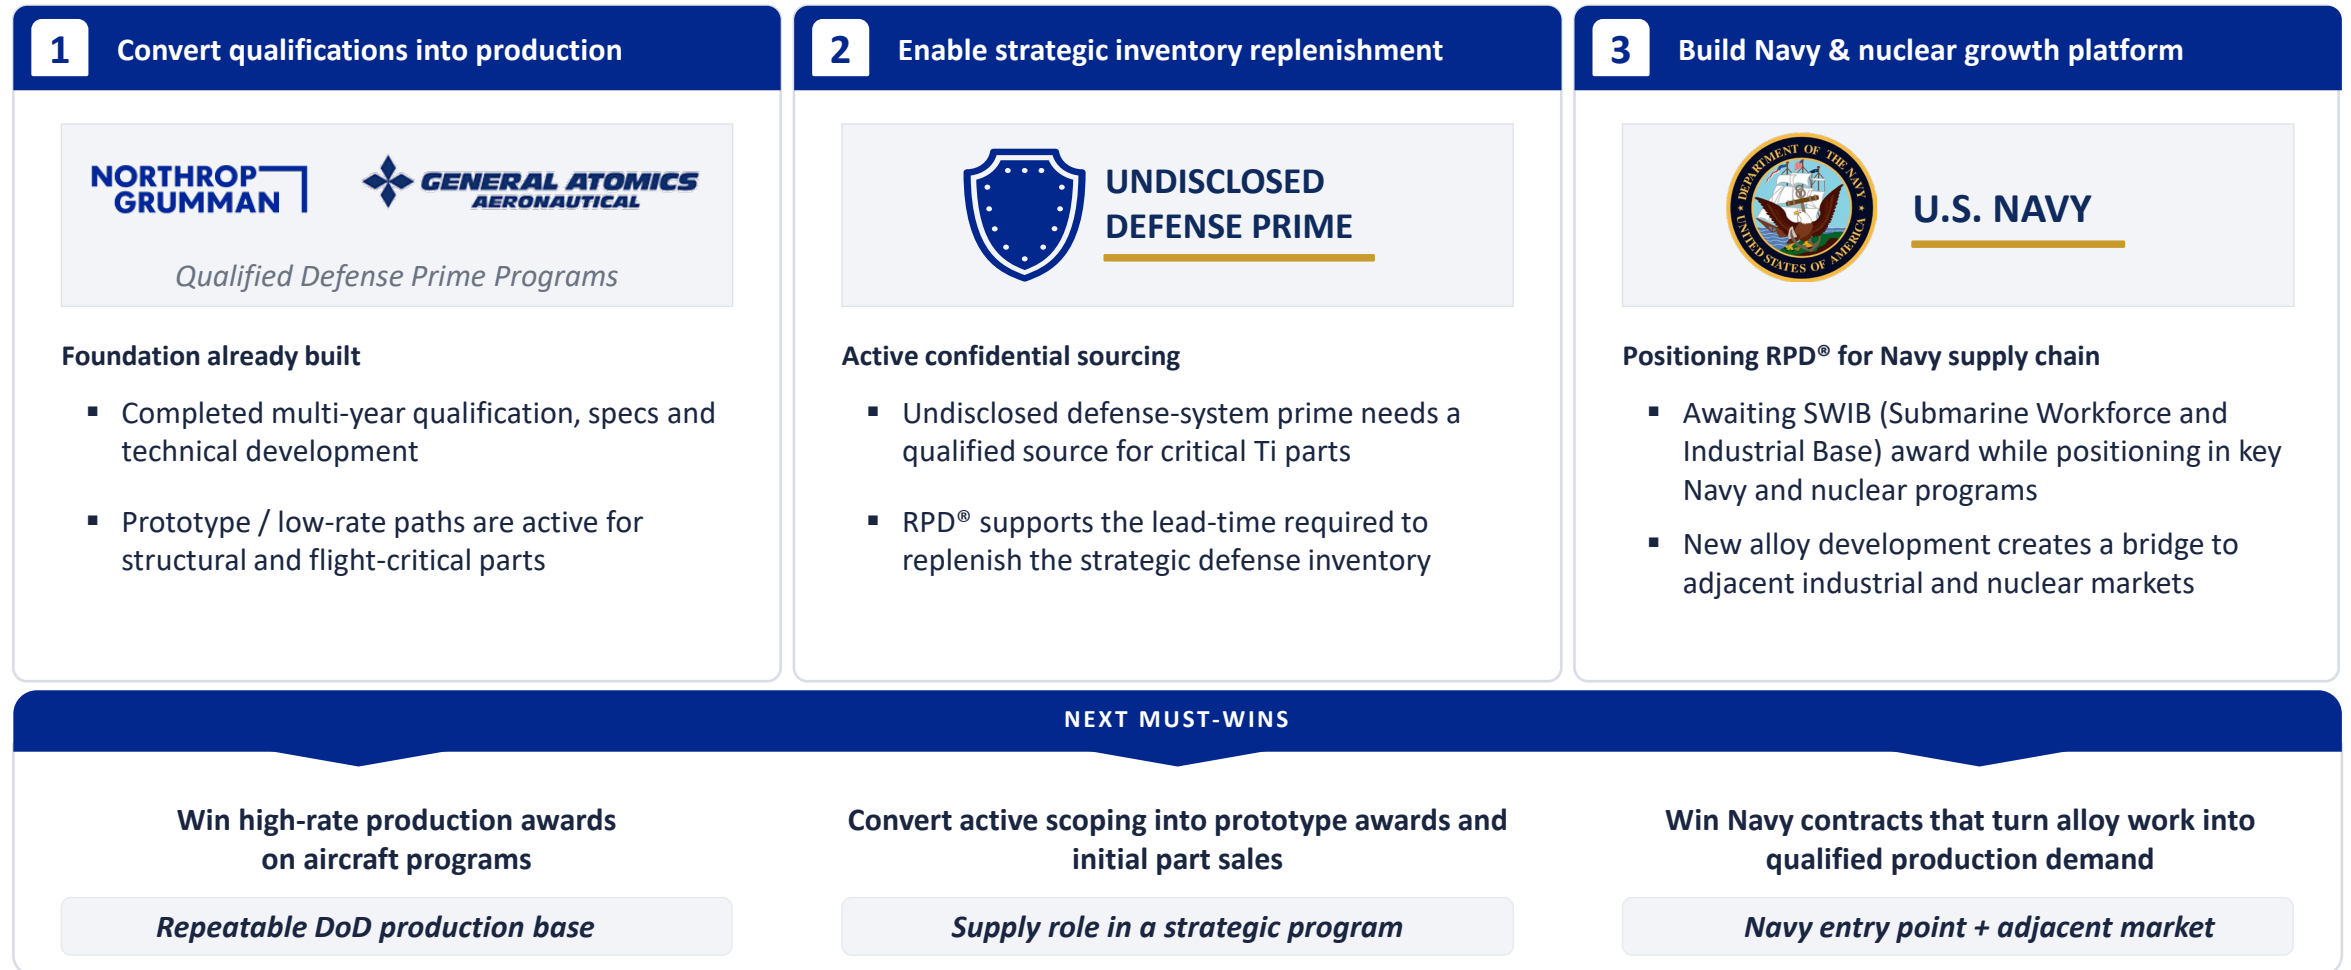 1 Convert qualifications into production
NORTHROP
GRUMMAN
GENERAL ATOMICS
AERONAUTICAL
Qualified Defense Prime Programs
Foundation already built
▪ Completed multi-year qualification, specs and
technical development
▪ Prototype / low-rate paths are active for
structural and flight-critical parts
2 Enable strategic inventory replenishment
UNDISCLOSED
DEFENSE PRIME
Active confidential sourcing
▪ Undisclosed defense-system prime needs a
qualified source for critical Ti parts
▪ RPD® supports the lead-time required to
replenish the strategic defense inventory
3 Build Navy & nuclear growth platform
DEPARTMENT OF THE NAVY
UNITED STATES OF AMERICA
U.S. NAVY
Positioning RPD® for Navy supply chain
▪ Awaiting SWIB (Submarine Workforce and
Industrial Base) award while positioning in key
Navy and nuclear programs
▪ New alloy development creates a bridge to
adjacent industrial and nuclear markets
NEXT MUST-WINS
Win high-rate production awards
on aircraft programs
Repeatable DoD production base
Convert active scoping into prototype awards and
initial part sales
Supply role in a strategic program
Win Navy contracts that turn alloy work into
qualified production demand
Navy entry point + adjacent market